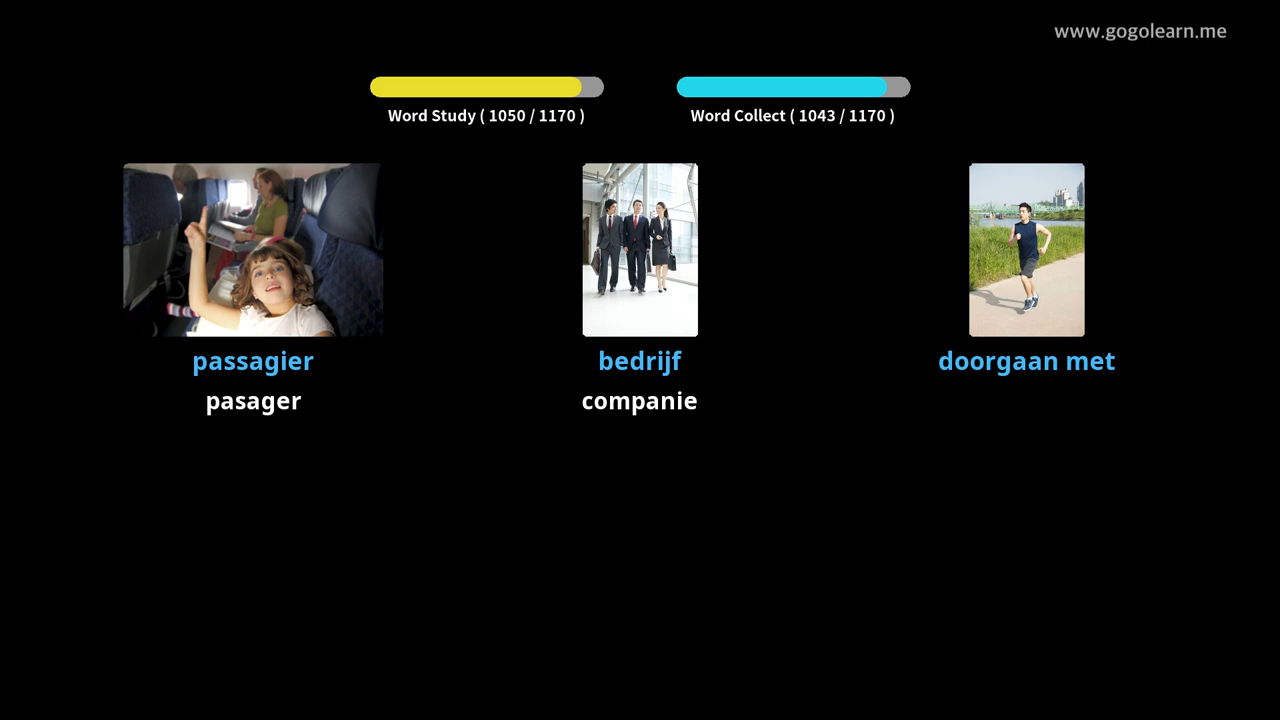 www.gogolearn.me
Word Study ( 1050 / 1170 )
Word Collect ( 1043 / 1170 )
passagier
pasager
bedrijf
companie
doorgaan met